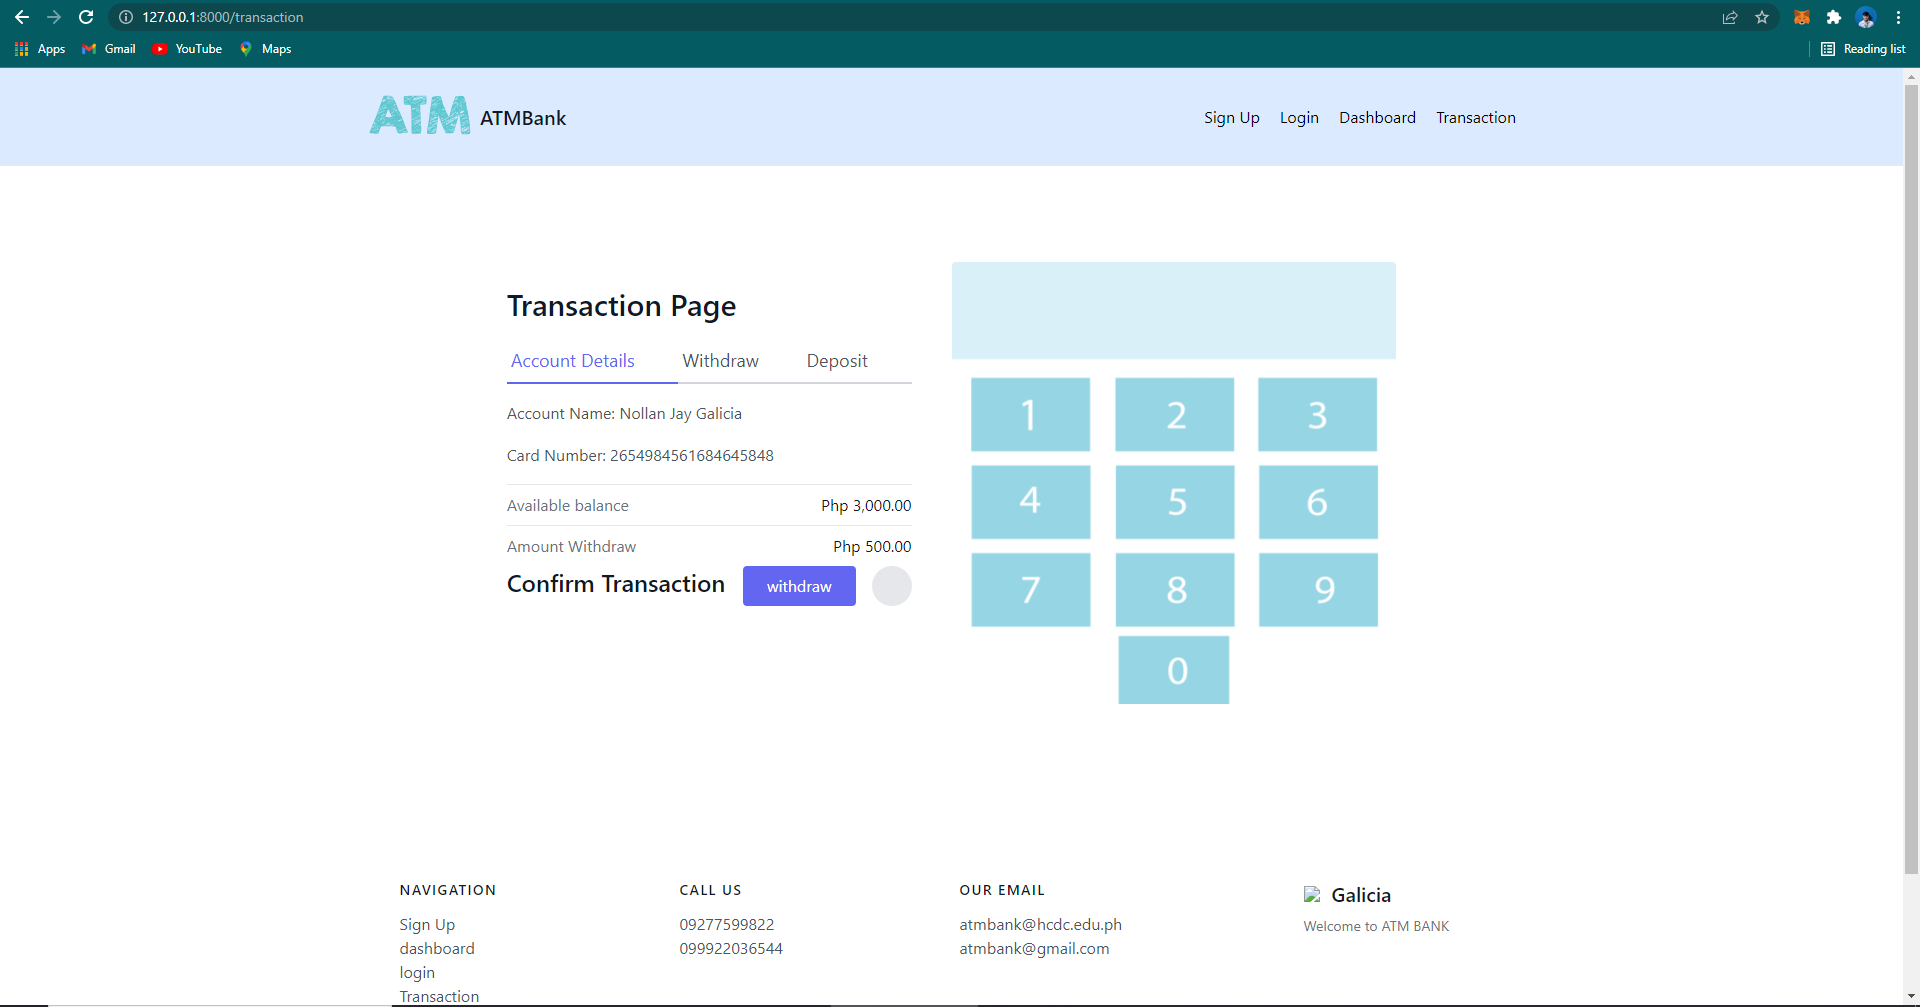 127.0.0.1:8000/transaction
Apps Gmail YouTube Maps Reading list
ATM ATMBank Sign Up Login Dashboard Transaction
Transaction Page
Account Details Withdraw Deposit
Account Name: Nollan Jay Galicia
Card Number: 2654984561684645848
Available balance Php 3,000.00
Amount Withdraw Php 500.00
Confirm Transaction withdraw
1 2 3
4 5 6
7 8 9
0
NAVIGATION
Sign Up
dashboard
login
Transaction
CALL US
09277599822
099922036544
OUR EMAIL
atmbank@hcdc.edu.ph
atmbank@gmail.com
Galicia
Welcome to ATM BANK